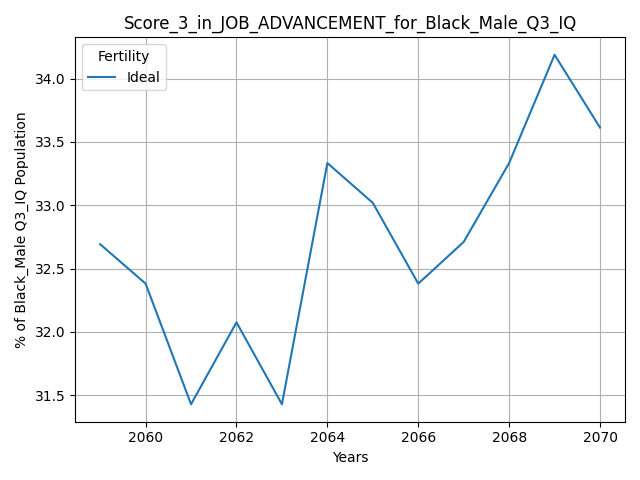 Score_3_in_JOB_ADVANCEMENT_for_Black_Male_Q3_IQ
Fertility
Ideal
34.0
33.5
33.0
32.5
32.0
31.5
% of Black_Male Q3_IQ Population
2060 2062 2064 2066 2068 2070
Years